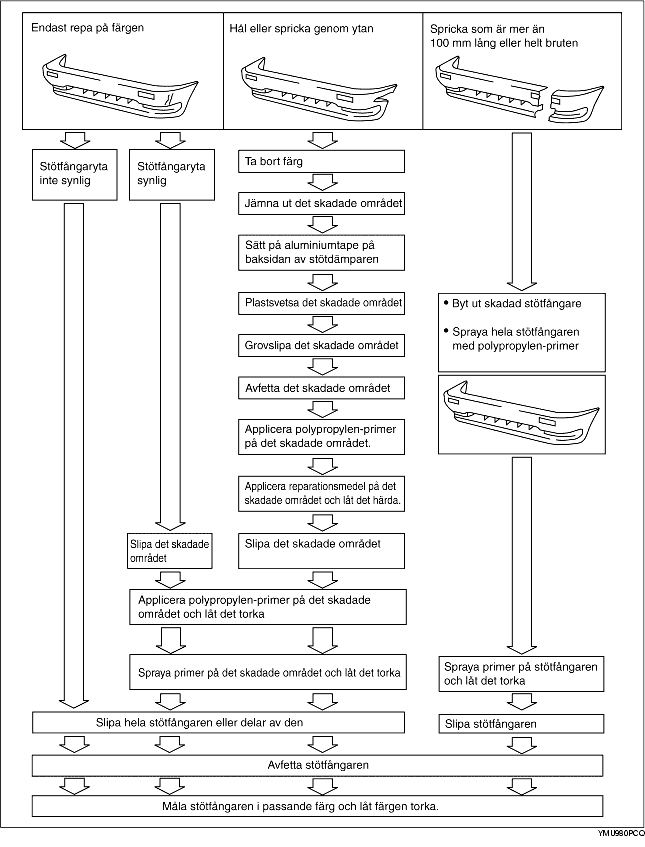 Endast repa på färgen
Hål eller spricka genom ytan
Spricka som är mer än
100 mm lång eller helt bruten
Stötfångaryta
inte synlig
Stötfångaryta
synlig
Ta bort färg
Jämna ut det skadade området
Sätt på aluminiumtape på
baksidan av stötdämparen
Plastsvetsa det skadade området
Grovslipa det skadade området
Avfetta det skadade området
Applicera polypropylen-primer
på det skadade området.
Applicera reparationsmedel på det
skadade området och låt det härda.
• Byt ut skadad stötfångare
• Spraya hela stötfångaren
med polypropylen-primer
Slipa det skadade
området
Slipa det skadade området
Applicera polypropylen-primer på det skadade
området och låt det torka
Spraya primer på det skadade området och låt det torka
Spraya primer på stötfångaren
och låt det torka
Slipa hela stötfångaren eller delar av den
Slipa stötfångaren
Avfetta stötfångaren
Måla stötfångaren i passande färg och låt färgen torka.
YMU980PCQ